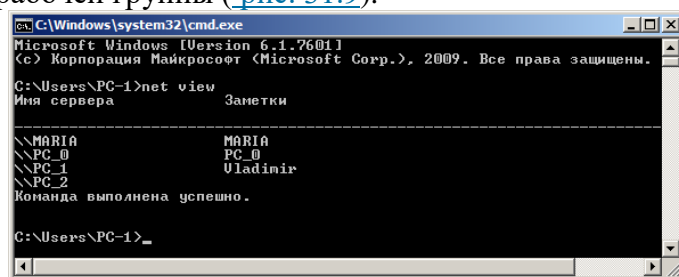 рабочей группы ( рис. 31.9).
C:\Windows\system32\cmd.exe
Microsoft Windows [Version 6.1.7601]
(c) Корпорация Майкрософт (Microsoft Corp.), 2009. Все права защищены.
C:\Users\PC-1>net view
Имя сервера Заметки
\\MARIA MARIA
\\PC_0 PC_0
\\PC_1 Vladimir
\\PC_2
Команда выполнена успешно.
C:\Users\PC-1>_